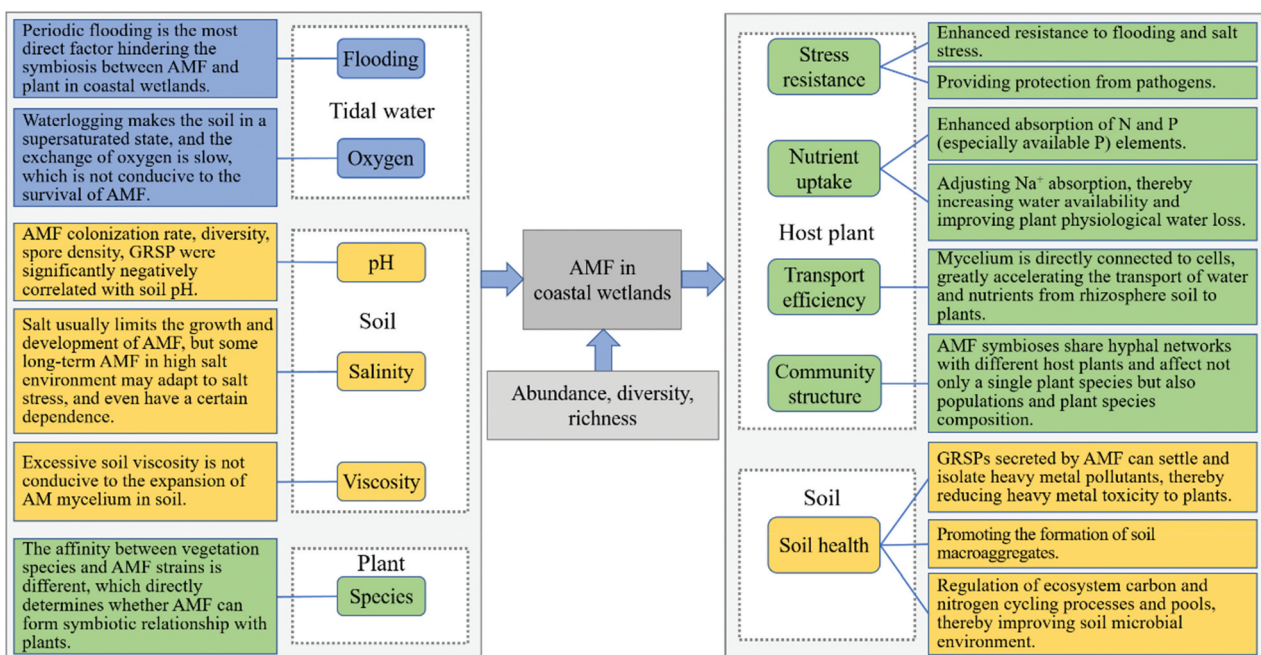 Periodic flooding is the most
direct factor hindering the
symbiosis between AMF and
plant in coastal wetlands.
Flooding
Tidal water
Waterlogging makes the soil in a
supersaturated state, and the
exchange of oxygen is slow,
which is not conducive to the
survival of AMF.
Oxygen
AMF colonization rate, diversity,
spore density, GRSP were
significantly negatively
correlated with soil pH.
pH
Soil
Salt usually limits the growth and
development of AMF, but some
long-term AMF in high salt
environment may adapt to salt
stress, and even have a certain
dependence.
Salinity
Excessive soil viscosity is not
conducive to the expansion of
AM mycelium in soil.
Viscosity
The affinity between vegetation
species and AMF strains is
different, which directly
determines whether AMF can
form symbiotic relationship with
plants.
Plant
Species
AMF in
coastal wetlands
Abundance, diversity,
richness
Stress
resistance
Enhanced resistance to flooding and salt
stress.
Providing protection from pathogens.
Nutrient
uptake
Enhanced absorption of N and P
(especially available P) elements.
Adjusting Na⁺ absorption, thereby
increasing water availability and
improving plant physiological water loss.
Host plant
Transport
efficiency
Mycelium is directly connected to cells,
greatly accelerating the transport of water
and nutrients from rhizosphere soil to
plants.
Community
structure
AMF symbioses share hyphal networks
with different host plants and affect not
only a single plant species but also
populations and plant species
composition.
Soil
Soil health
GRSPs secreted by AMF can settle and
isolate heavy metal pollutants, thereby
reducing heavy metal toxicity to plants.
Promoting the formation of soil
macroaggregates.
Regulation of ecosystem carbon and
nitrogen cycling processes and pools,
thereby improving soil microbial
environment.